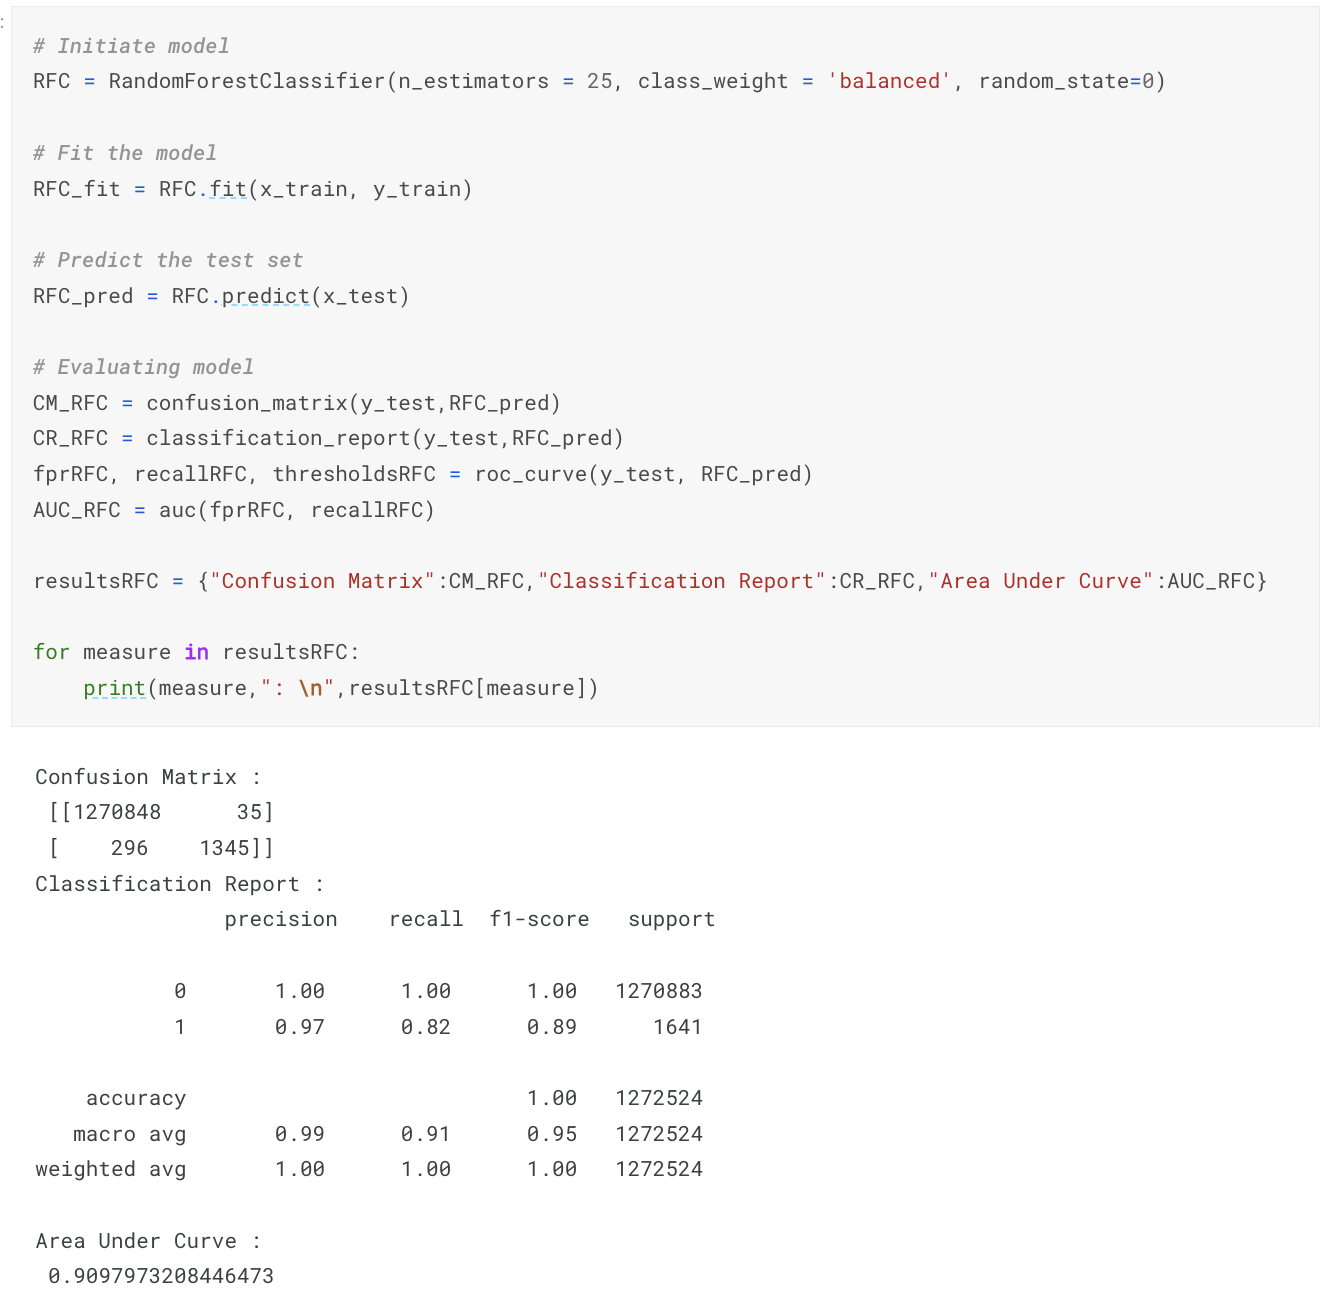 :
# Initiate model
RFC = RandomForestClassifier(n_estimators = 25, class_weight = 'balanced', random_state=0)
# Fit the model
RFC_fit = RFC.fit(x_train, y_train)
# Predict the test set
RFC_pred = RFC.predict(x_test)
# Evaluating model
CM_RFC = confusion_matrix(y_test,RFC_pred)
CR_RFC = classification_report(y_test,RFC_pred)
fprRFC, recallRFC, thresholdsRFC = roc_curve(y_test, RFC_pred)
AUC_RFC = auc(fprRFC, recallRFC)
resultsRFC = {"Confusion Matrix":CM_RFC,"Classification Report":CR_RFC,"Area Under Curve":AUC_RFC}
for measure in resultsRFC:
    print(measure,": \n",resultsRFC[measure])
Confusion Matrix :
 [[1270848      35]
 [    296    1345]]
Classification Report :
               precision    recall  f1-score   support
           0       1.00      1.00      1.00   1270883
           1       0.97      0.82      0.89      1641
    accuracy                           1.00   1272524
   macro avg       0.99      0.91      0.95   1272524
weighted avg       1.00      1.00      1.00   1272524
Area Under Curve :
 0.9097973208446473